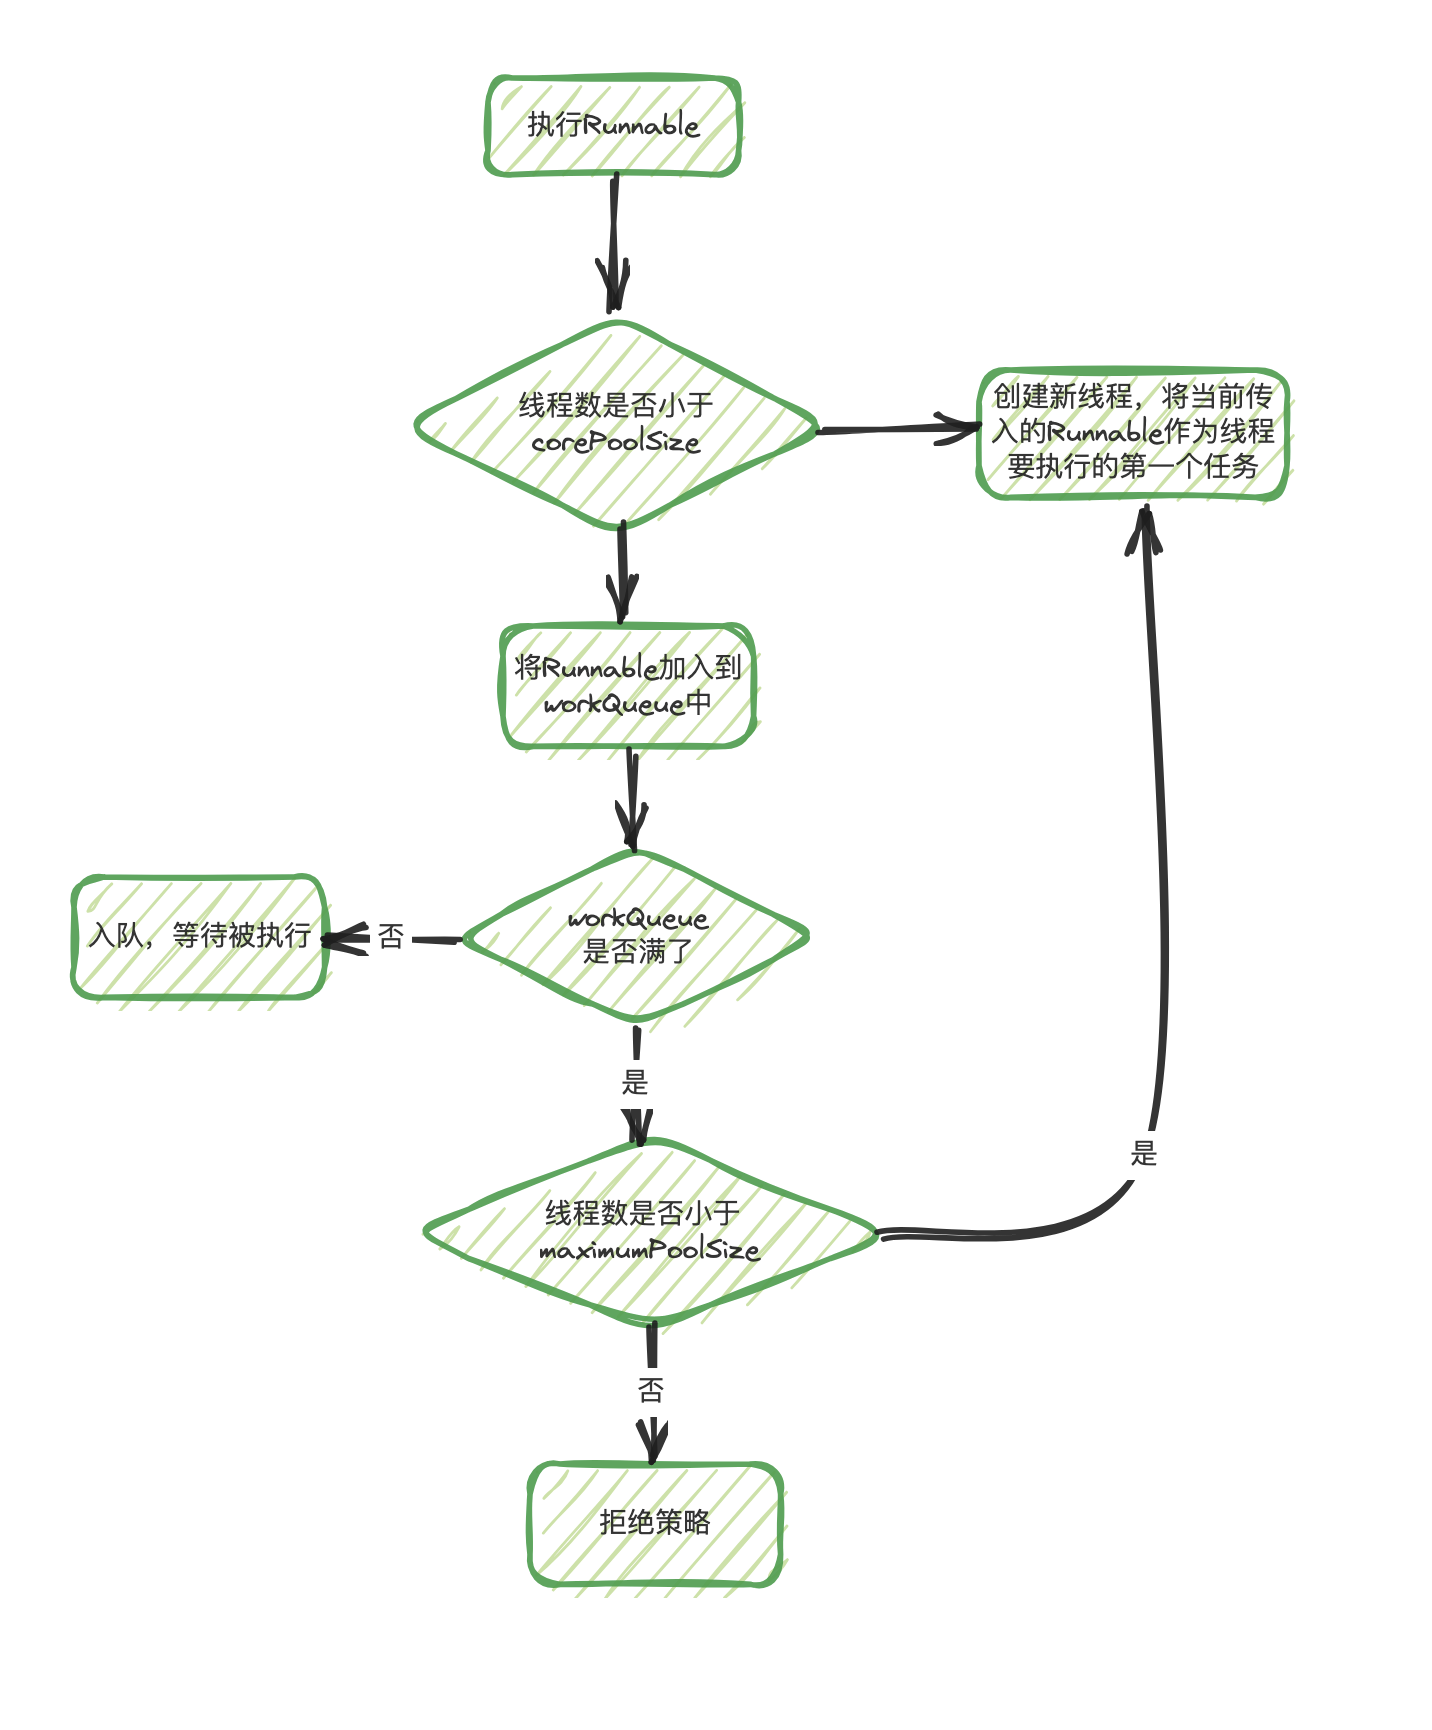 执行Runnable
线程数是否小于
corePoolSize
创建新线程，将当前传
入的Runnable作为线程
要执行的第一个任务
将Runnable加入到
workQueue中
workQueue
是否满了
否
入队，等待被执行
是
线程数是否小于
maximumPoolSize
是
否
拒绝策略